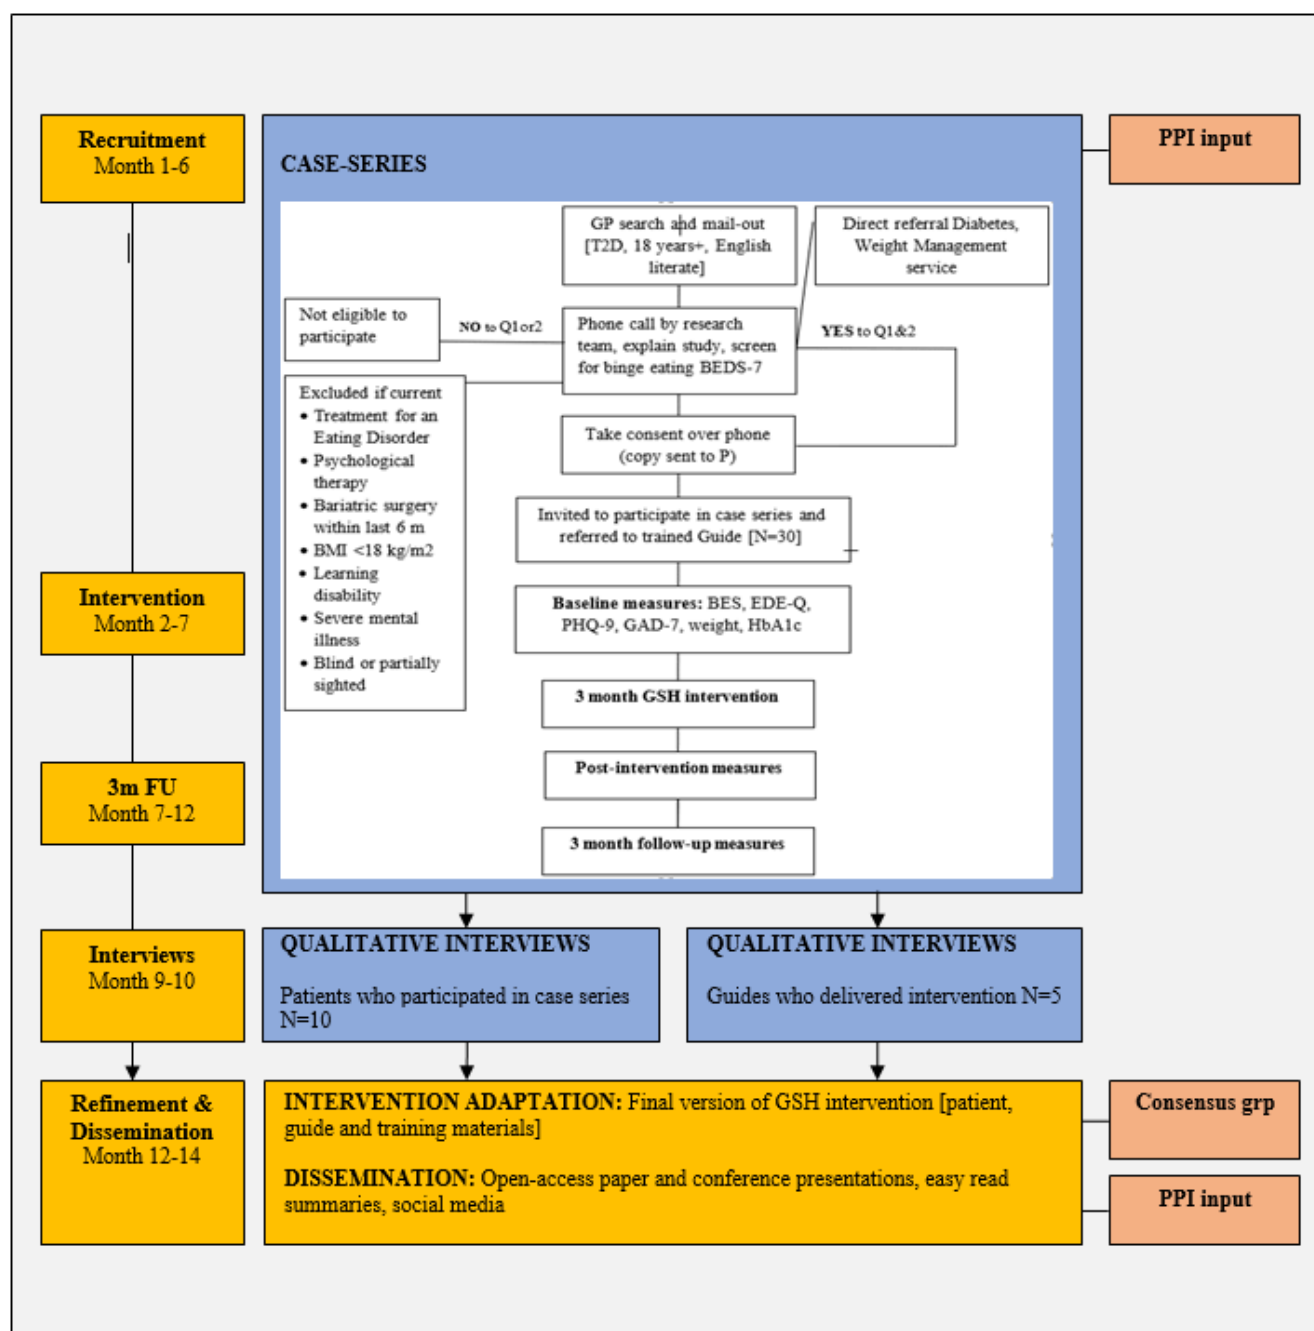 Recruitment
Month 1-6
CASE-SERIES
PPI input
GP search and mail-out
[T2D, 18 years+, English
literate]
Direct referral Diabetes,
Weight Management
service
Not eligible to
participate
NO to Q1or2
Phone call by research
team, explain study, screen
for binge eating BEDS-7
YES to Q1&2
Excluded if current
• Treatment for an
Eating Disorder
• Psychological
therapy
• Bariatric surgery
within last 6 m
• BMI <18 kg/m2
• Learning
disability
• Severe mental
illness
• Blind or partially
sighted
Take consent over phone
(copy sent to P)
Invited to participate in case series and
referred to trained Guide [N=30]
Intervention
Month 2-7
Baseline measures: BES, EDE-Q,
PHQ-9, GAD-7, weight, HbA1c
3 month GSH intervention
Post-intervention measures
3m FU
Month 7-12
3 month follow-up measures
Interviews
Month 9-10
QUALITATIVE INTERVIEWS
Patients who participated in case series
N=10
QUALITATIVE INTERVIEWS
Guides who delivered intervention N=5
Refinement &
Dissemination
Month 12-14
INTERVENTION ADAPTATION: Final version of GSH intervention [patient,
guide and training materials]
DISSEMINATION: Open-access paper and conference presentations, easy read
summaries, social media
Consensus grp
PPI input